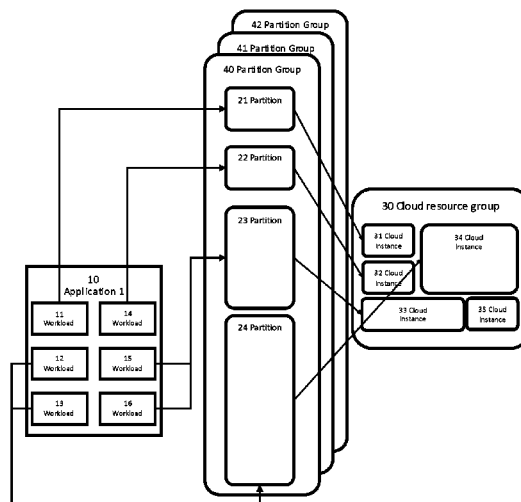 42 Partition Group
41 Partition Group
40 Partition Group
21 Partition
22 Partition
23 Partition
24 Partition
30 Cloud resource group
31 Cloud
Instance
32 Cloud
Instance
34 Cloud
Instance
33 Cloud
Instance
35 Cloud
Instance
10
Application 1
11
Workload
14
Workload
12
Workload
15
Workload
13
Workload
16
Workload